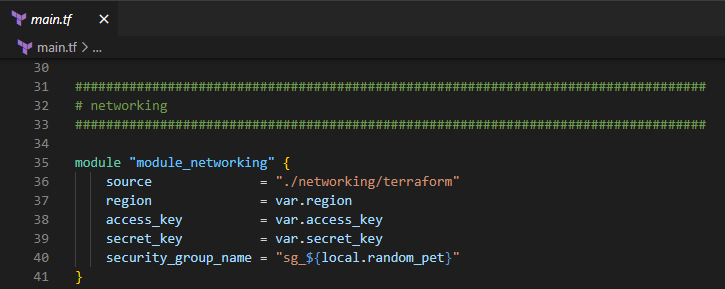 main.tf ×
main.tf > ...
30
31 ##################################################################################
32 # networking
33 ##################################################################################
34
35 module "module_networking" {
36     source              = "./networking/terraform"
37     region              = var.region
38     access_key          = var.access_key
39     secret_key          = var.secret_key
40     security_group_name = "sg_${local.random_pet}"
41 }